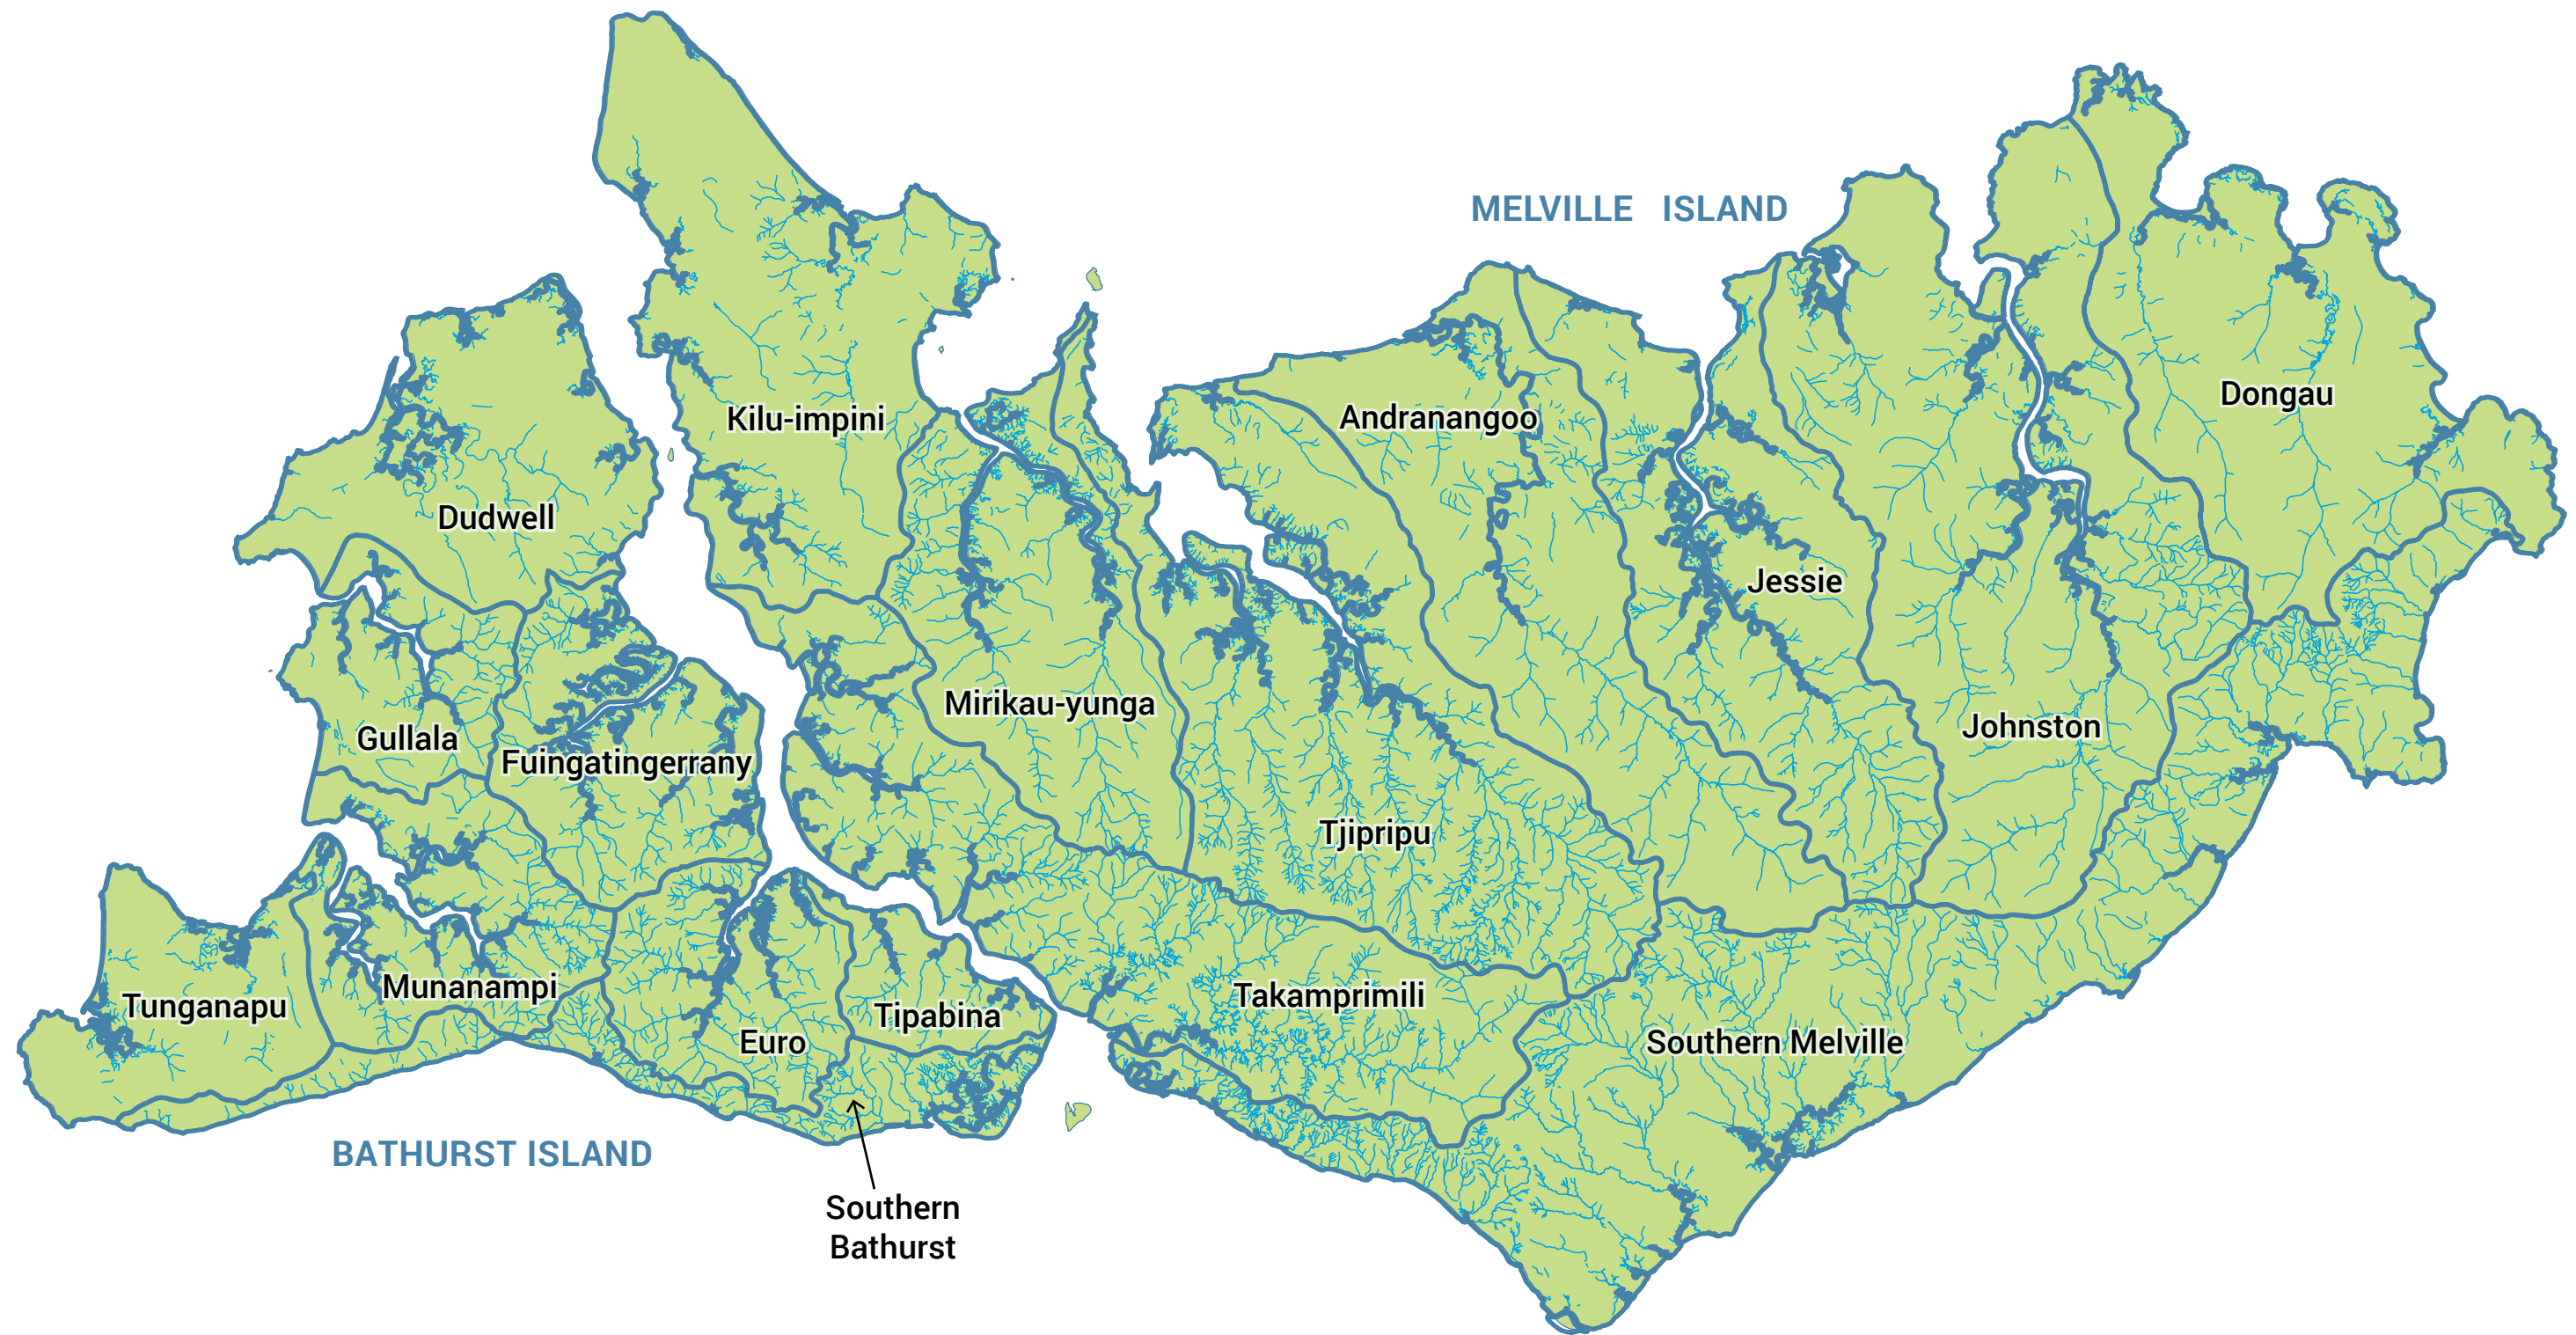 MELVILLE ISLAND
Dongau
Kilu-impini
Andranangoo
Dudwell
Jessie
Mirikau-yunga
Johnston
Gullala
Fuingatingerrany
Tjipripu
Munanampi
Takamprimili
Tunganapu
Tipabina
Euro
Southern Melville
BATHURST ISLAND
Southern
Bathurst